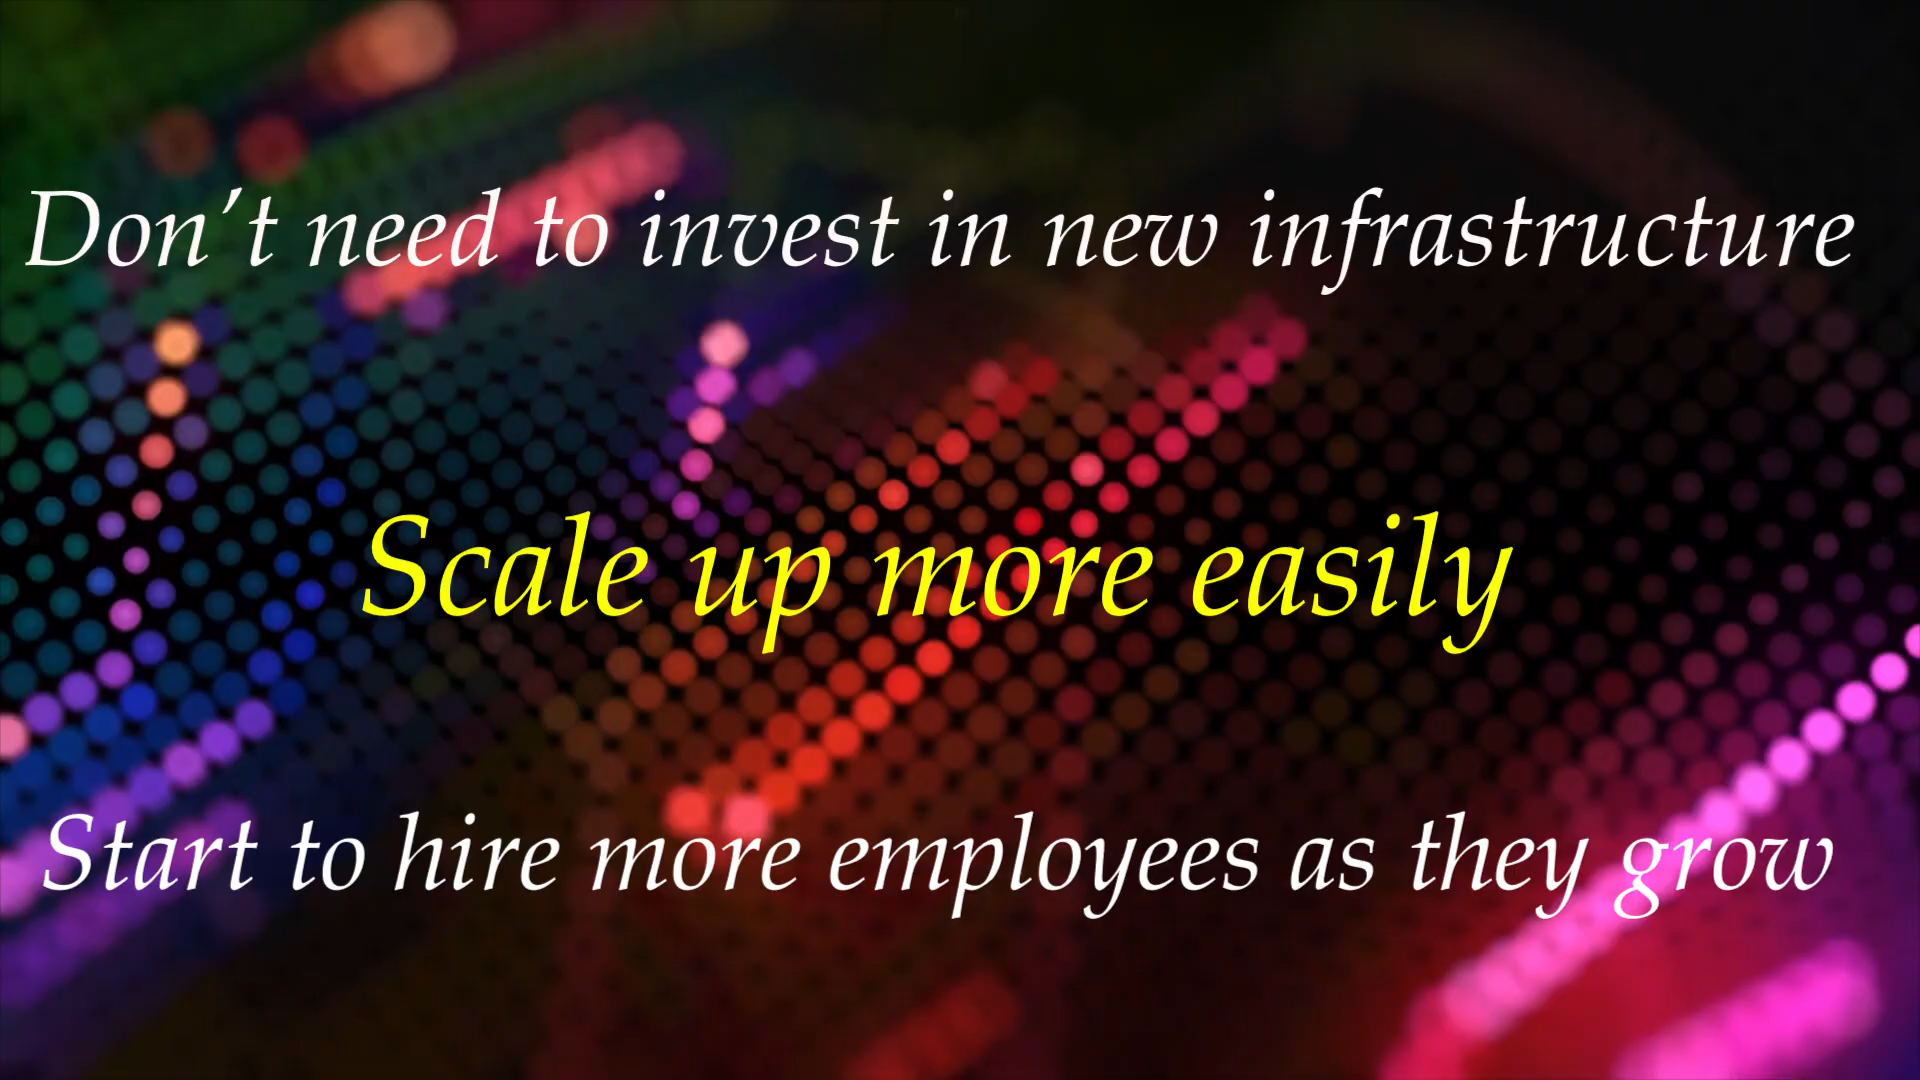 Don’t need to invest in new infrastructure
Scale up more easily
Start to hire more employees as they grow